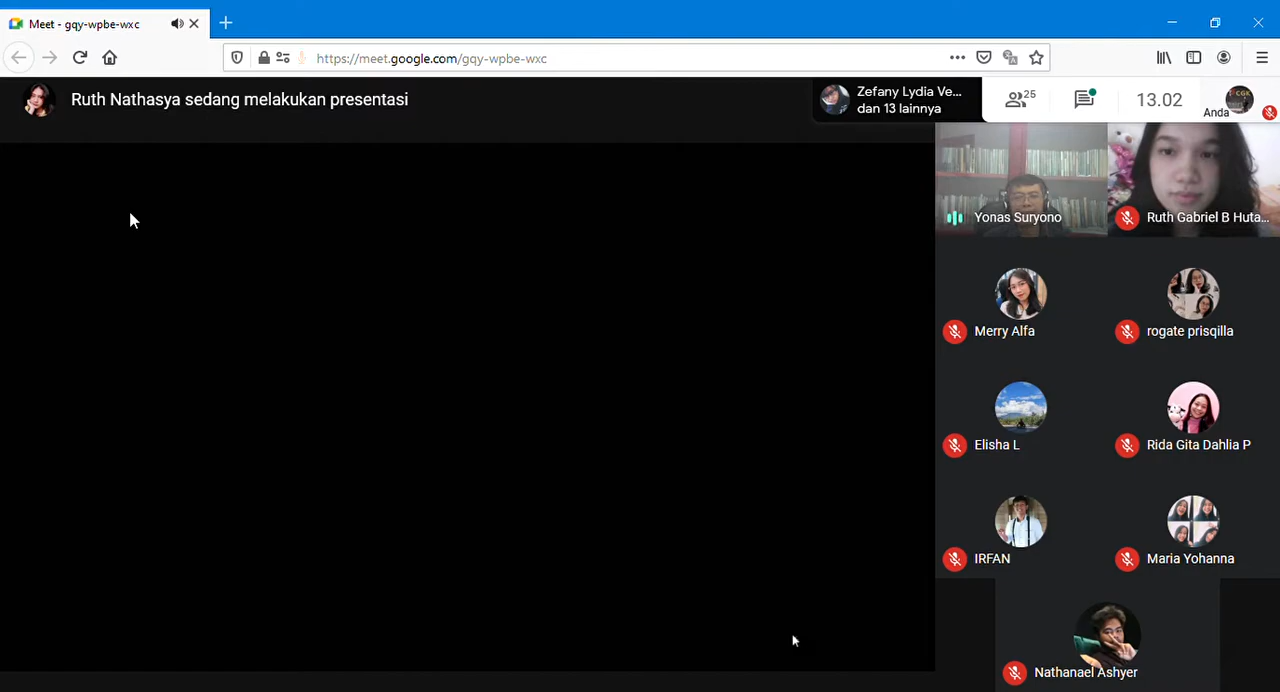 Meet - gqy-wpbe-wxc
https://meet.google.com/gqy-wpbe-wxc
Ruth Nathasya sedang melakukan presentasi
Zefany Lydia Ve...
dan 13 lainnya
25
13.02
Anda
Yonas Suryono
Ruth Gabriel B Huta...
Merry Alfa
rogate prisqilla
Elisha L
Rida Gita Dahlia P
IRFAN
Maria Yohanna
Nathanael Ashyer